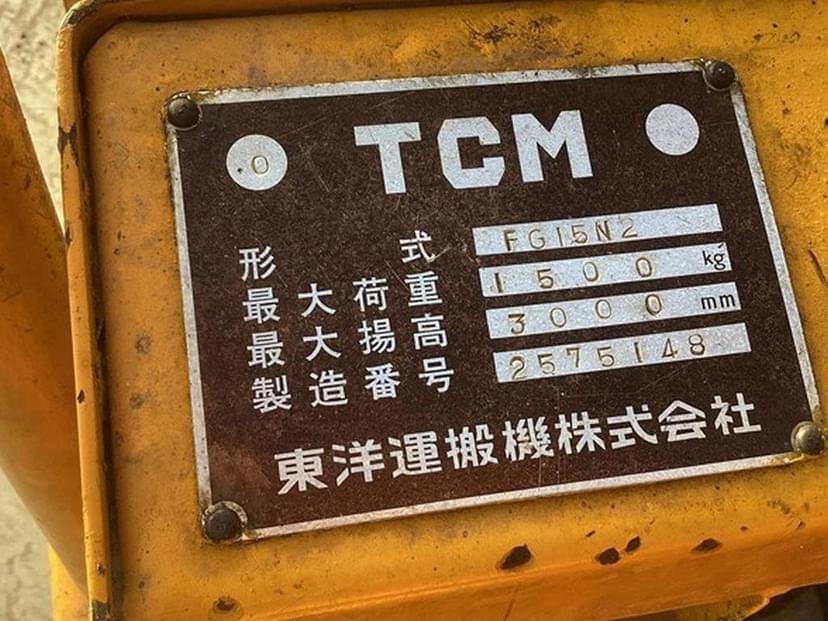 0
TCM
形式 FG15N2
最大荷重 1500 kg
最大揚高 3000 mm
製造番号 2575148
東洋運搬機株式会社